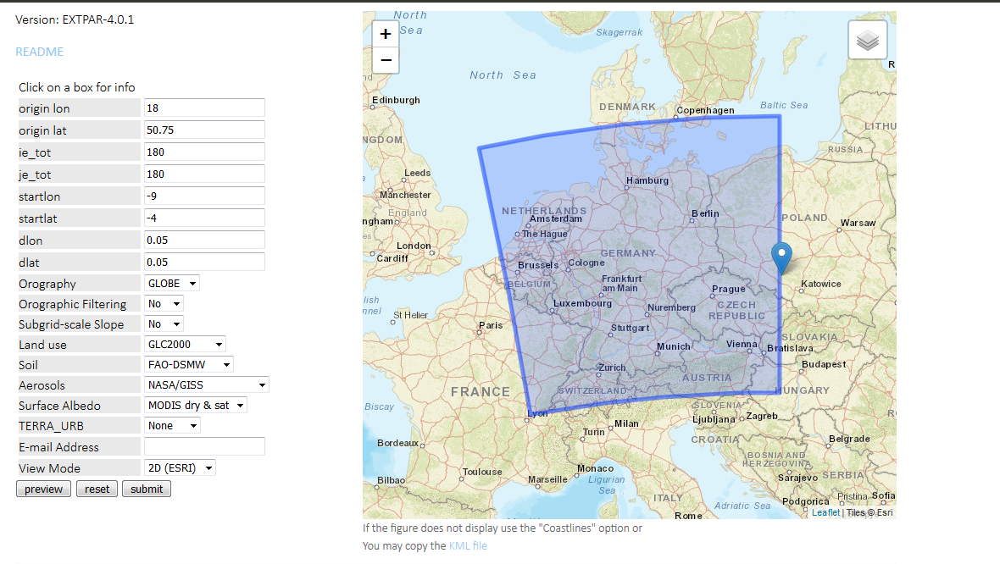 Version: EXTPAR-4.0.1
README
Click on a box for info
origin lon 18
origin lat 50.75
ie_tot 180
je_tot 180
startlon -9
startlat -4
dlon 0.05
dlat 0.05
Orography GLOBE
Orographic Filtering No
Subgrid-scale Slope No
Land use GLC2000
Soil FAO-DSMW
Aerosols NASA/GISS
Surface Albedo MODIS dry & sat
TERRA_URB None
E-mail Address
View Mode 2D (ESRI)
preview reset submit
+
−
North
Sea
Skagerrak
North Sea
nd
Edinburgh
DENMARK
Copenhagen
Baltic Sea
R
LITHU
NGDOM
RUSSIA
Leeds
Manchester
England
ngham
es
London
Cardiff
Hamburg
NETHERLANDS
Amsterdam
The Hague
Berlin
POLAND
Warsaw
GERMANY
Brussels
Cologne
BELGIUM
Frankfurt
am Main
Prague
Katowice
lish
nnel
St Helier
Luxembourg
Nuremberg
CZECH
REPUBLIC
Paris
Stuttgart
SLOVAKIA
Munich
Vienna
Bratislava
Zurich
Budapest
AUSTRIA
FRANCE
SWITZERLAND
HUNGARY
Biscay
Lyon
SLOVENIA
Milan
Ljubljana
Zagreb
R
Turin
Bordeaux
CROATIA
Belgrade
BOSNIA AND
HERZEGOVINA
Toulouse
Monaco
Marseille
Ligurian
Sea
Bilbao
Sarajevo
SERBIA
ITALY
Pristina
Sofia
Podgorica
Adriatic Sea
Rome
Leaflet | Tiles © Esri
If the figure does not display use the "Coastlines" option or
You may copy the KML file